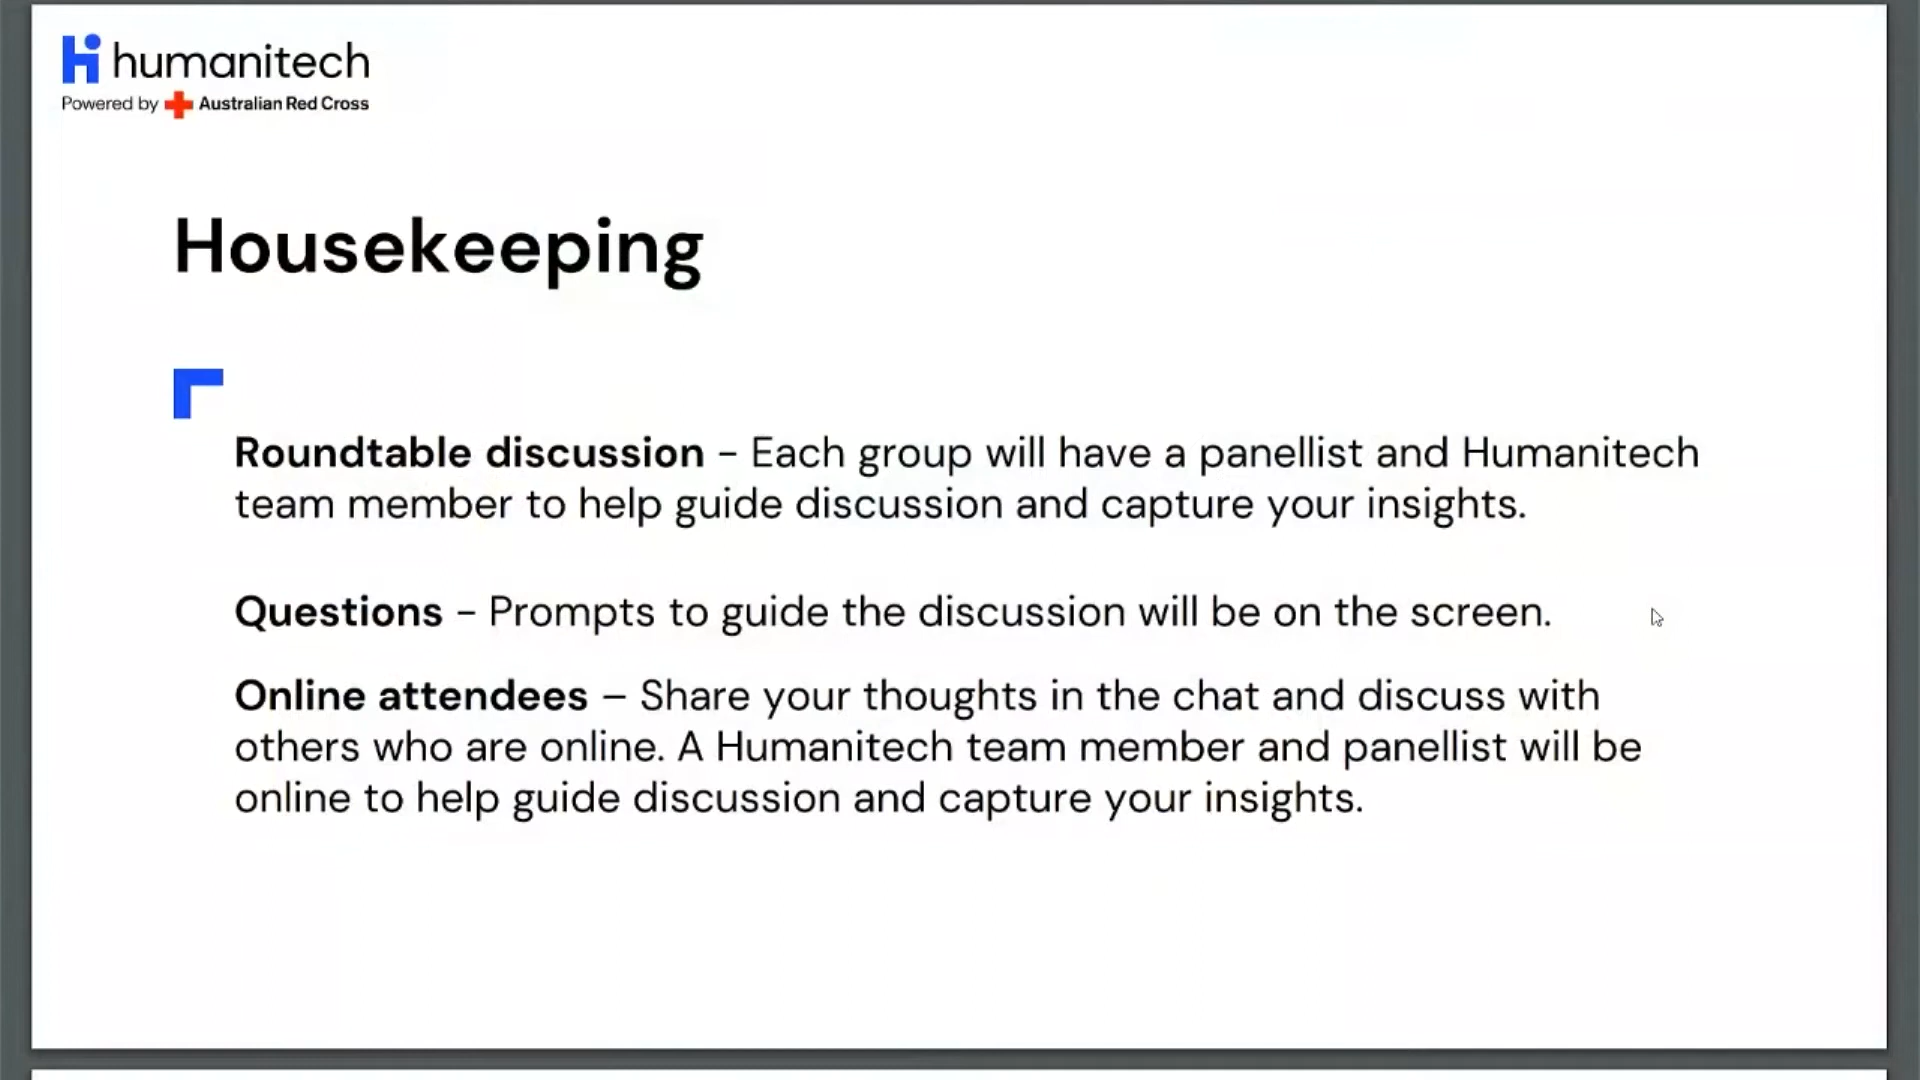 humanitech
Powered by Australian Red Cross
Housekeeping
Roundtable discussion - Each group will have a panellist and Humanitech
team member to help guide discussion and capture your insights.
Questions - Prompts to guide the discussion will be on the screen.
Online attendees – Share your thoughts in the chat and discuss with
others who are online. A Humanitech team member and panellist will be
online to help guide discussion and capture your insights.